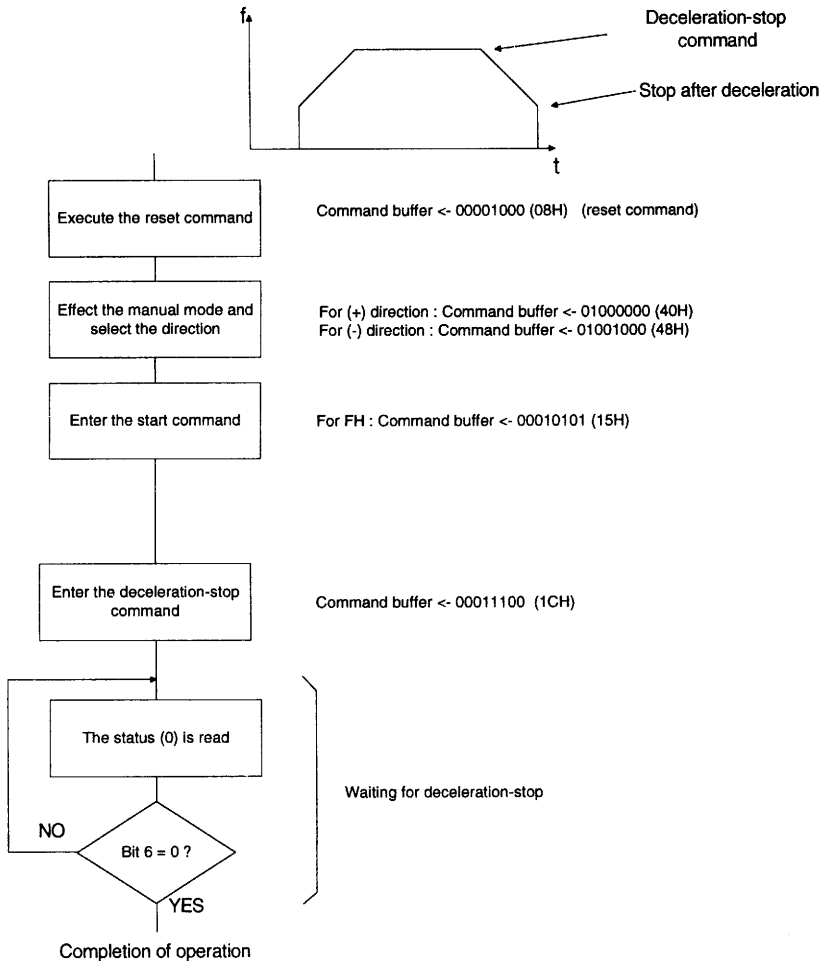 f
Deceleration-stop
command
Stop after deceleration
t
Execute the reset command
Command buffer <- 00001000 (08H) (reset command)
Effect the manual mode and
select the direction
For (+) direction : Command buffer <- 01000000 (40H)
For (-) direction : Command buffer <- 01001000 (48H)
Enter the start command
For FH : Command buffer <- 00010101 (15H)
Enter the deceleration-stop
command
Command buffer <- 00011100 (1CH)
The status (0) is read
Waiting for deceleration-stop
NO
Bit 6 = 0 ?
YES
Completion of operation